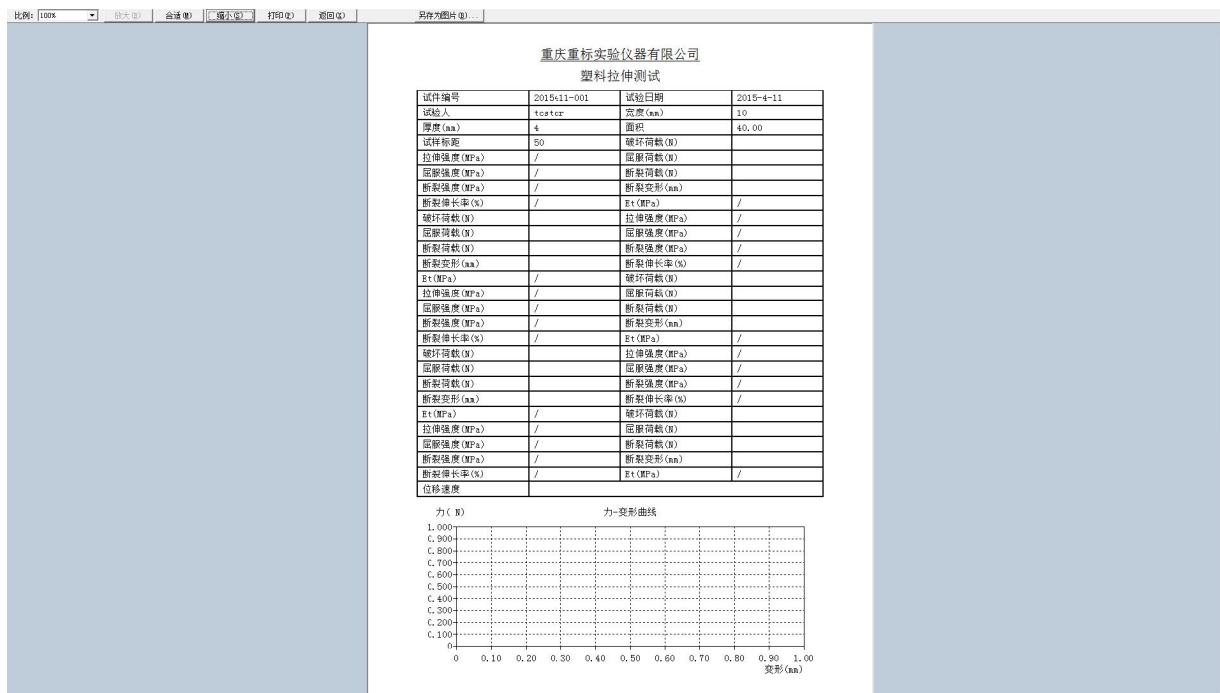 比例: 100% 放大(B) 合适(M) 缩小(S) 打印(P) 返回(X) 另存为图片(B)...
重庆重标实验仪器有限公司
塑料拉伸测试
试件编号 2015411-001 试验日期 2015-4-11
试验人 tester 宽度(mm) 10
厚度(mm) 4 面积 40.00
试样标距 50 破坏荷载(N)
拉伸强度(MPa) / 屈服荷载(N)
屈服强度(MPa) / 断裂荷载(N)
断裂强度(MPa) / 断裂变形(mm)
断裂伸长率(%) / Et(MPa) /
破坏荷载(N) 拉伸强度(MPa) /
屈服荷载(N) 屈服强度(MPa) /
断裂荷载(N) 断裂强度(MPa) /
断裂变形(mm) 断裂伸长率(%) /
Et(MPa) / 破坏荷载(N)
拉伸强度(MPa) / 屈服荷载(N)
屈服强度(MPa) / 断裂荷载(N)
断裂强度(MPa) / 断裂变形(mm)
断裂伸长率(%) / Et(MPa) /
破坏荷载(N) 拉伸强度(MPa) /
屈服荷载(N) 屈服强度(MPa) /
断裂荷载(N) 断裂强度(MPa) /
断裂变形(mm) 断裂伸长率(%) /
Et(MPa) / 破坏荷载(N)
拉伸强度(MPa) / 屈服荷载(N)
屈服强度(MPa) / 断裂荷载(N)
断裂强度(MPa) / 断裂变形(mm)
断裂伸长率(%) / Et(MPa) /
位移速度
力( N) 力-变形曲线
1.000
0.900
0.800
0.700
0.600
0.500
0.400
0.300
0.200
0.100
0
0 0.10 0.20 0.30 0.40 0.50 0.60 0.70 0.80 0.90 1.00
变形(mm)